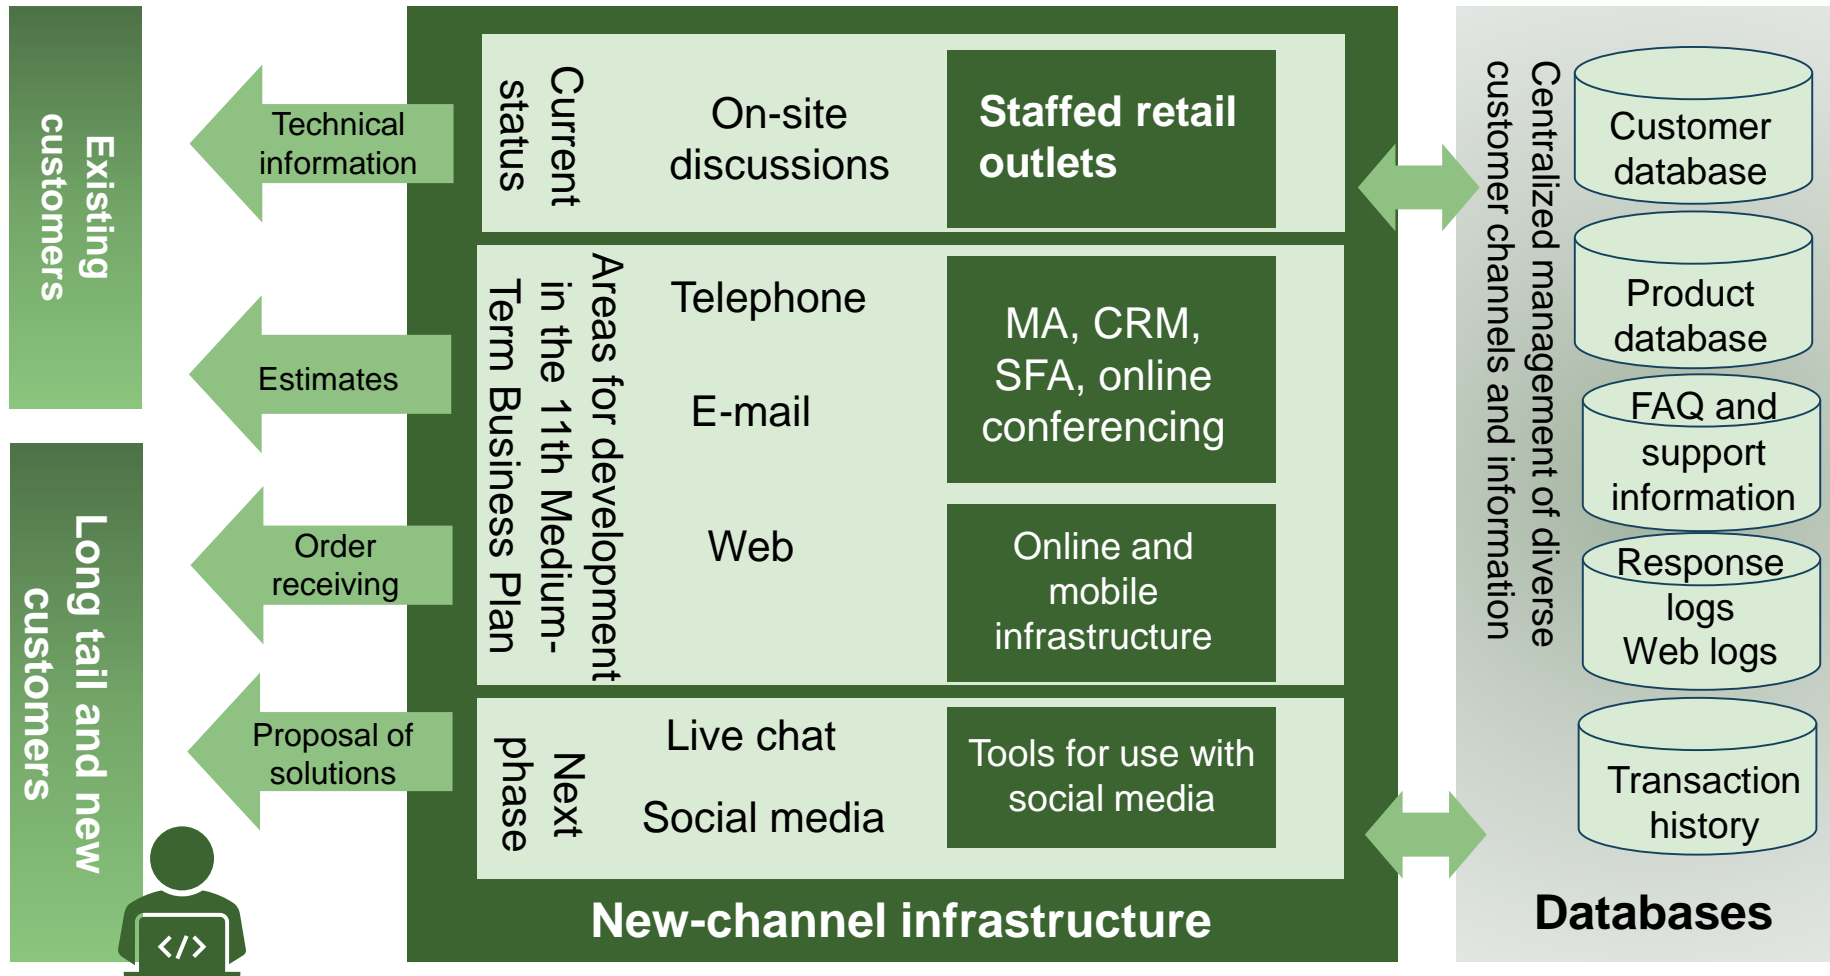 Existing
customers
Long tail and new
customers
Technical
information
Estimates
Order
receiving
Proposal of
solutions
Current
status
On-site
discussions
Staffed retail
outlets
Areas for development
in the 11th Medium-
Term Business Plan
Telephone
E-mail
Web
MA, CRM,
SFA, online
conferencing
Online and
mobile
infrastructure
Next
phase
Live chat
Social media
Tools for use with
social media
New-channel infrastructure
Centralized management of diverse
customer channels and information
Customer
database
Product
database
FAQ and
support
information
Response
logs
Web logs
Transaction
history
Databases